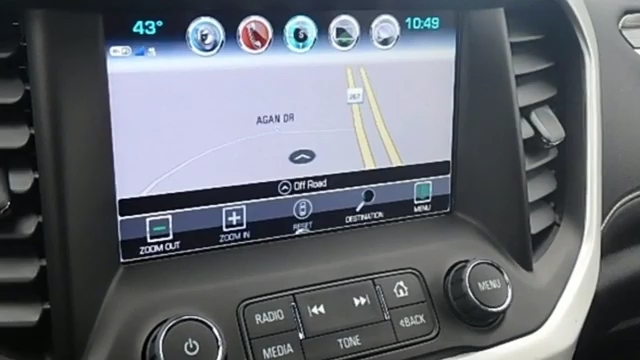 43° 10:49
AGAN DR
Off Road
ZOOM OUT ZOOM IN RESET DESTINATION MENU
RADIO
MENU
MEDIA TONE BACK